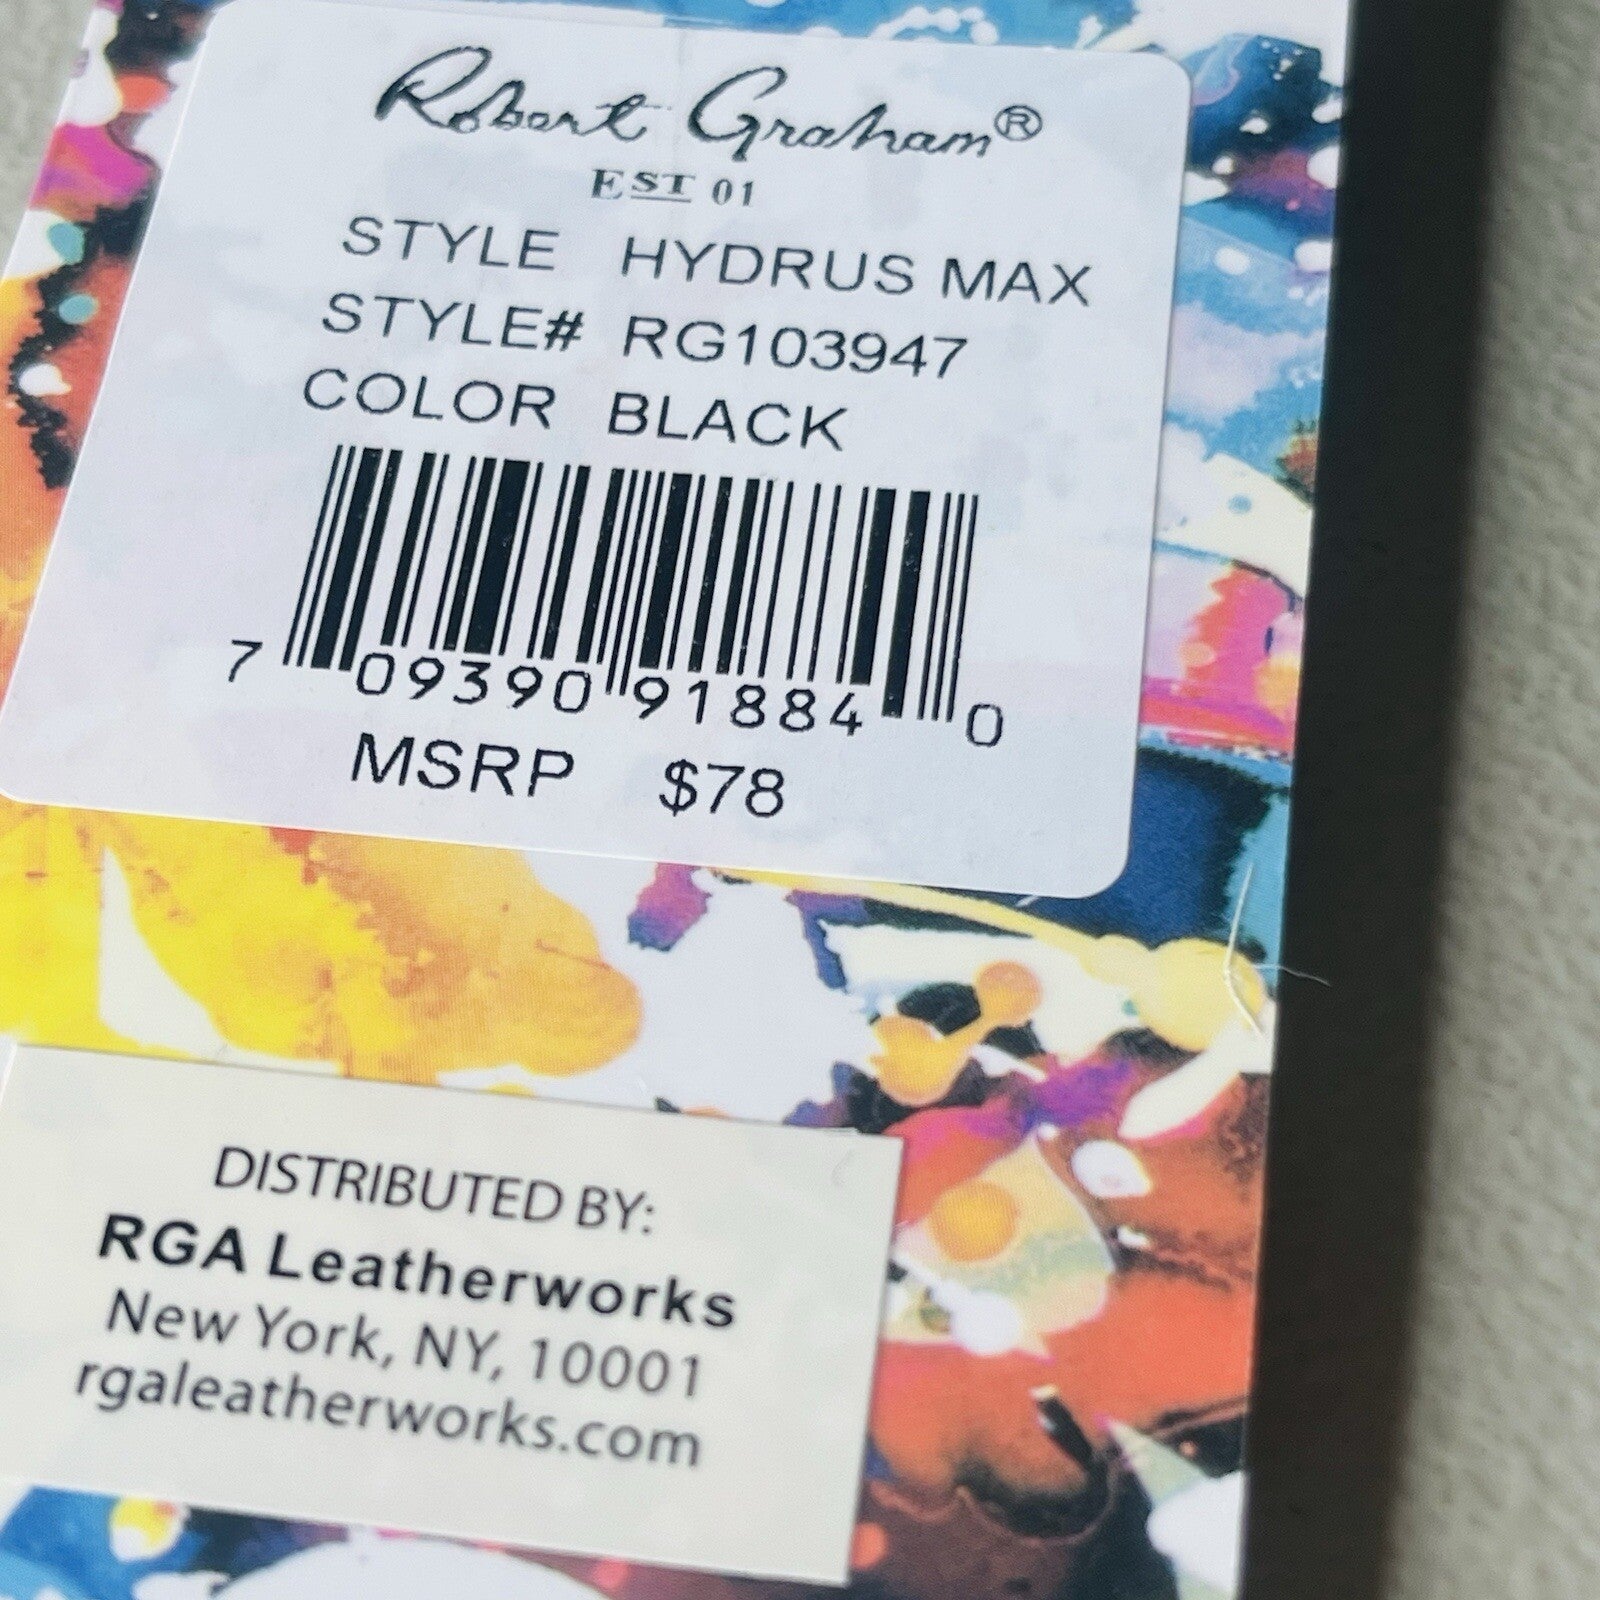 Robert Graham®
EST 01
STYLE HYDRUS MAX
STYLE# RG103947
COLOR BLACK
7 09390 91884 0
MSRP $78
DISTRIBUTED BY:
RGA Leatherworks
New York, NY, 10001
rgaleatherworks.com